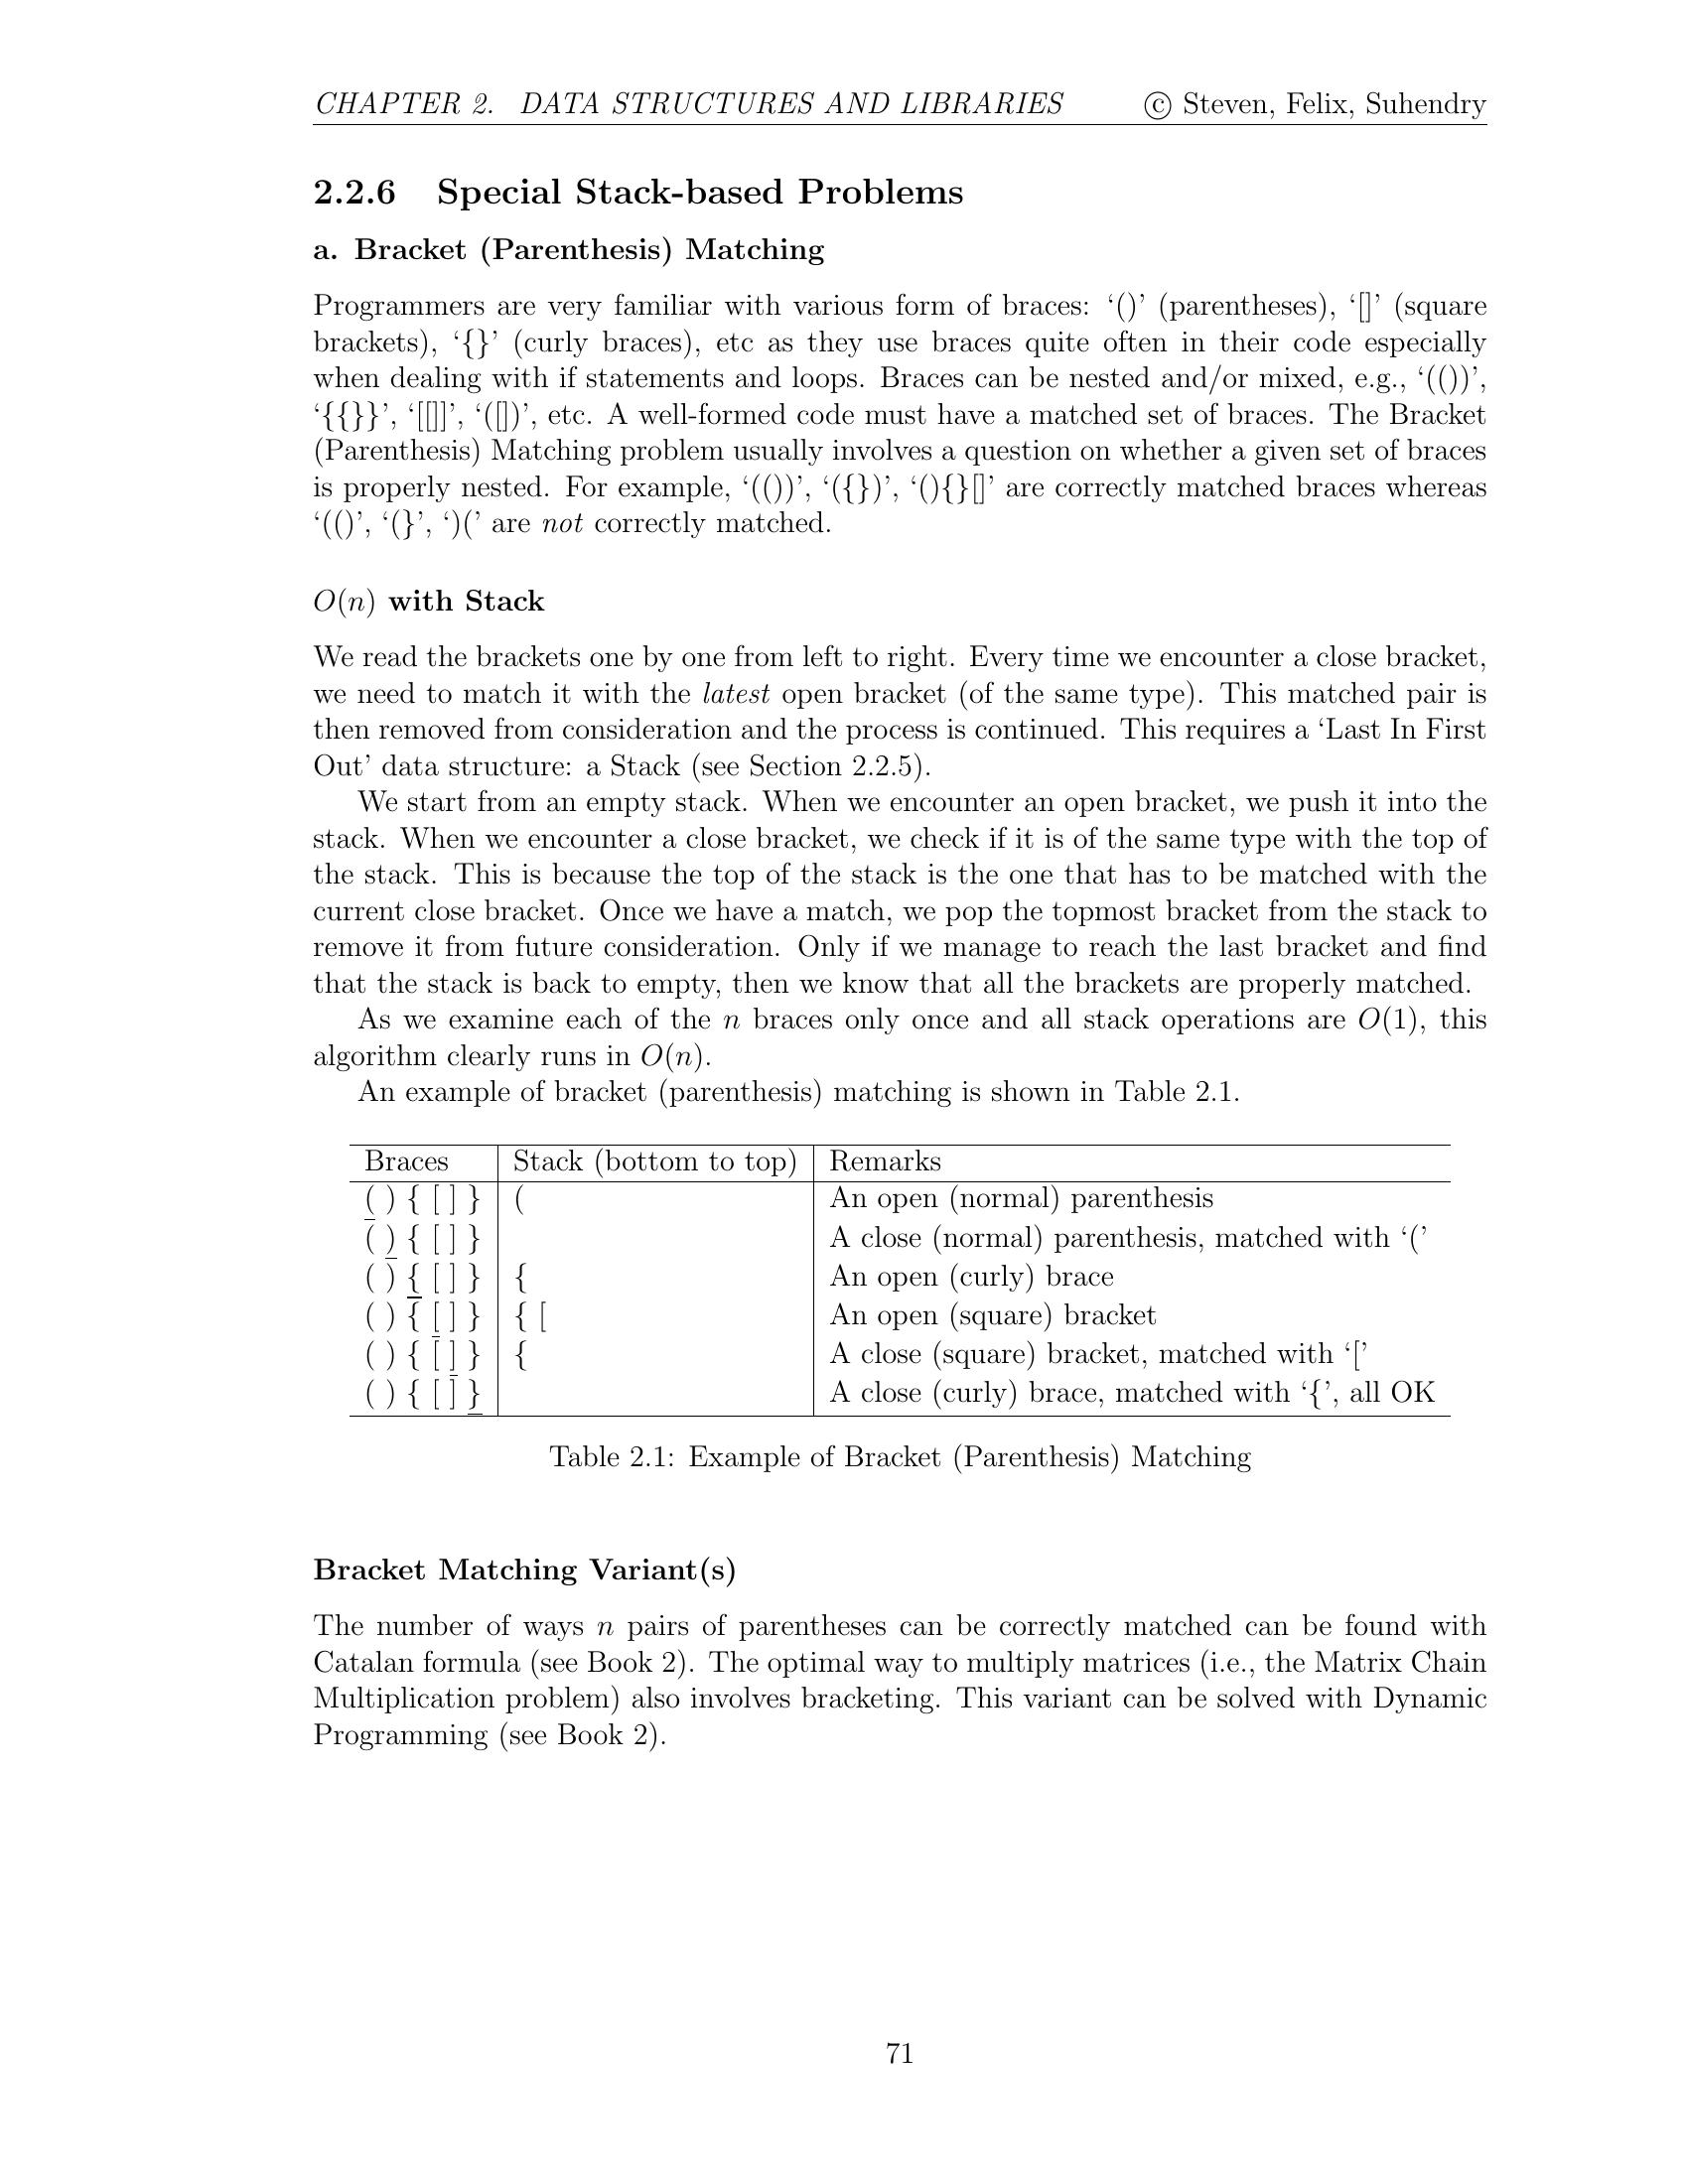 CHAPTER 2. DATA STRUCTURES AND LIBRARIES © Steven, Felix, Suhendry
2.2.6 Special Stack-based Problems
a. Bracket (Parenthesis) Matching
Programmers are very familiar with various form of braces: ‘()’ (parentheses), ‘[]’ (square
brackets), ‘{}’ (curly braces), etc as they use braces quite often in their code especially
when dealing with if statements and loops. Braces can be nested and/or mixed, e.g., ‘(())’,
‘{{}}’, ‘[[]]’, ‘([])’, etc. A well-formed code must have a matched set of braces. The Bracket
(Parenthesis) Matching problem usually involves a question on whether a given set of braces
is properly nested. For example, ‘(())’, ‘({})’, ‘(){}[]’ are correctly matched braces whereas
‘(()’, ‘(}’, ‘)(’ are not correctly matched.
O(n) with Stack
We read the brackets one by one from left to right. Every time we encounter a close bracket,
we need to match it with the latest open bracket (of the same type). This matched pair is
then removed from consideration and the process is continued. This requires a ‘Last In First
Out’ data structure: a Stack (see Section 2.2.5).
We start from an empty stack. When we encounter an open bracket, we push it into the
stack. When we encounter a close bracket, we check if it is of the same type with the top of
the stack. This is because the top of the stack is the one that has to be matched with the
current close bracket. Once we have a match, we pop the topmost bracket from the stack to
remove it from future consideration. Only if we manage to reach the last bracket and find
that the stack is back to empty, then we know that all the brackets are properly matched.
As we examine each of the n braces only once and all stack operations are O(1), this
algorithm clearly runs in O(n).
An example of bracket (parenthesis) matching is shown in Table 2.1.
Braces Stack (bottom to top) Remarks
( ) { [ ] } ( An open (normal) parenthesis
( ) { [ ] } A close (normal) parenthesis, matched with ‘(’
( ) { [ ] } { An open (curly) brace
( ) { [ ] } { [ An open (square) bracket
( ) { [ ] } { A close (square) bracket, matched with ‘[’
( ) { [ ] } A close (curly) brace, matched with ‘{’, all OK
Table 2.1: Example of Bracket (Parenthesis) Matching
Bracket Matching Variant(s)
The number of ways n pairs of parentheses can be correctly matched can be found with
Catalan formula (see Book 2). The optimal way to multiply matrices (i.e., the Matrix Chain
Multiplication problem) also involves bracketing. This variant can be solved with Dynamic
Programming (see Book 2).
71